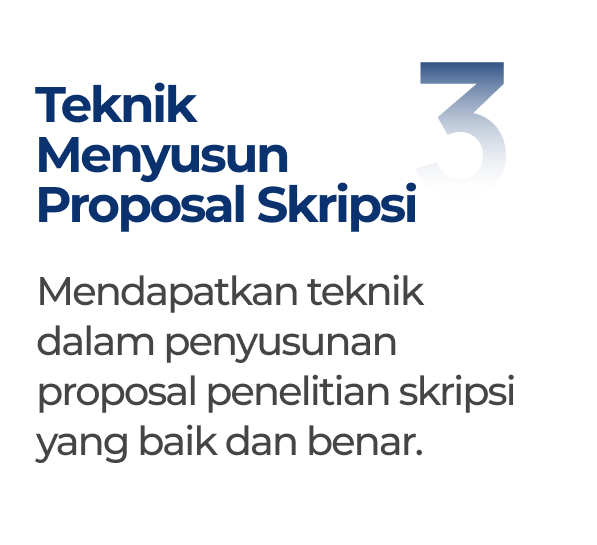 3
Teknik
Menyusun
Proposal Skripsi
Mendapatkan teknik
dalam penyusunan
proposal penelitian skripsi
yang baik dan benar.